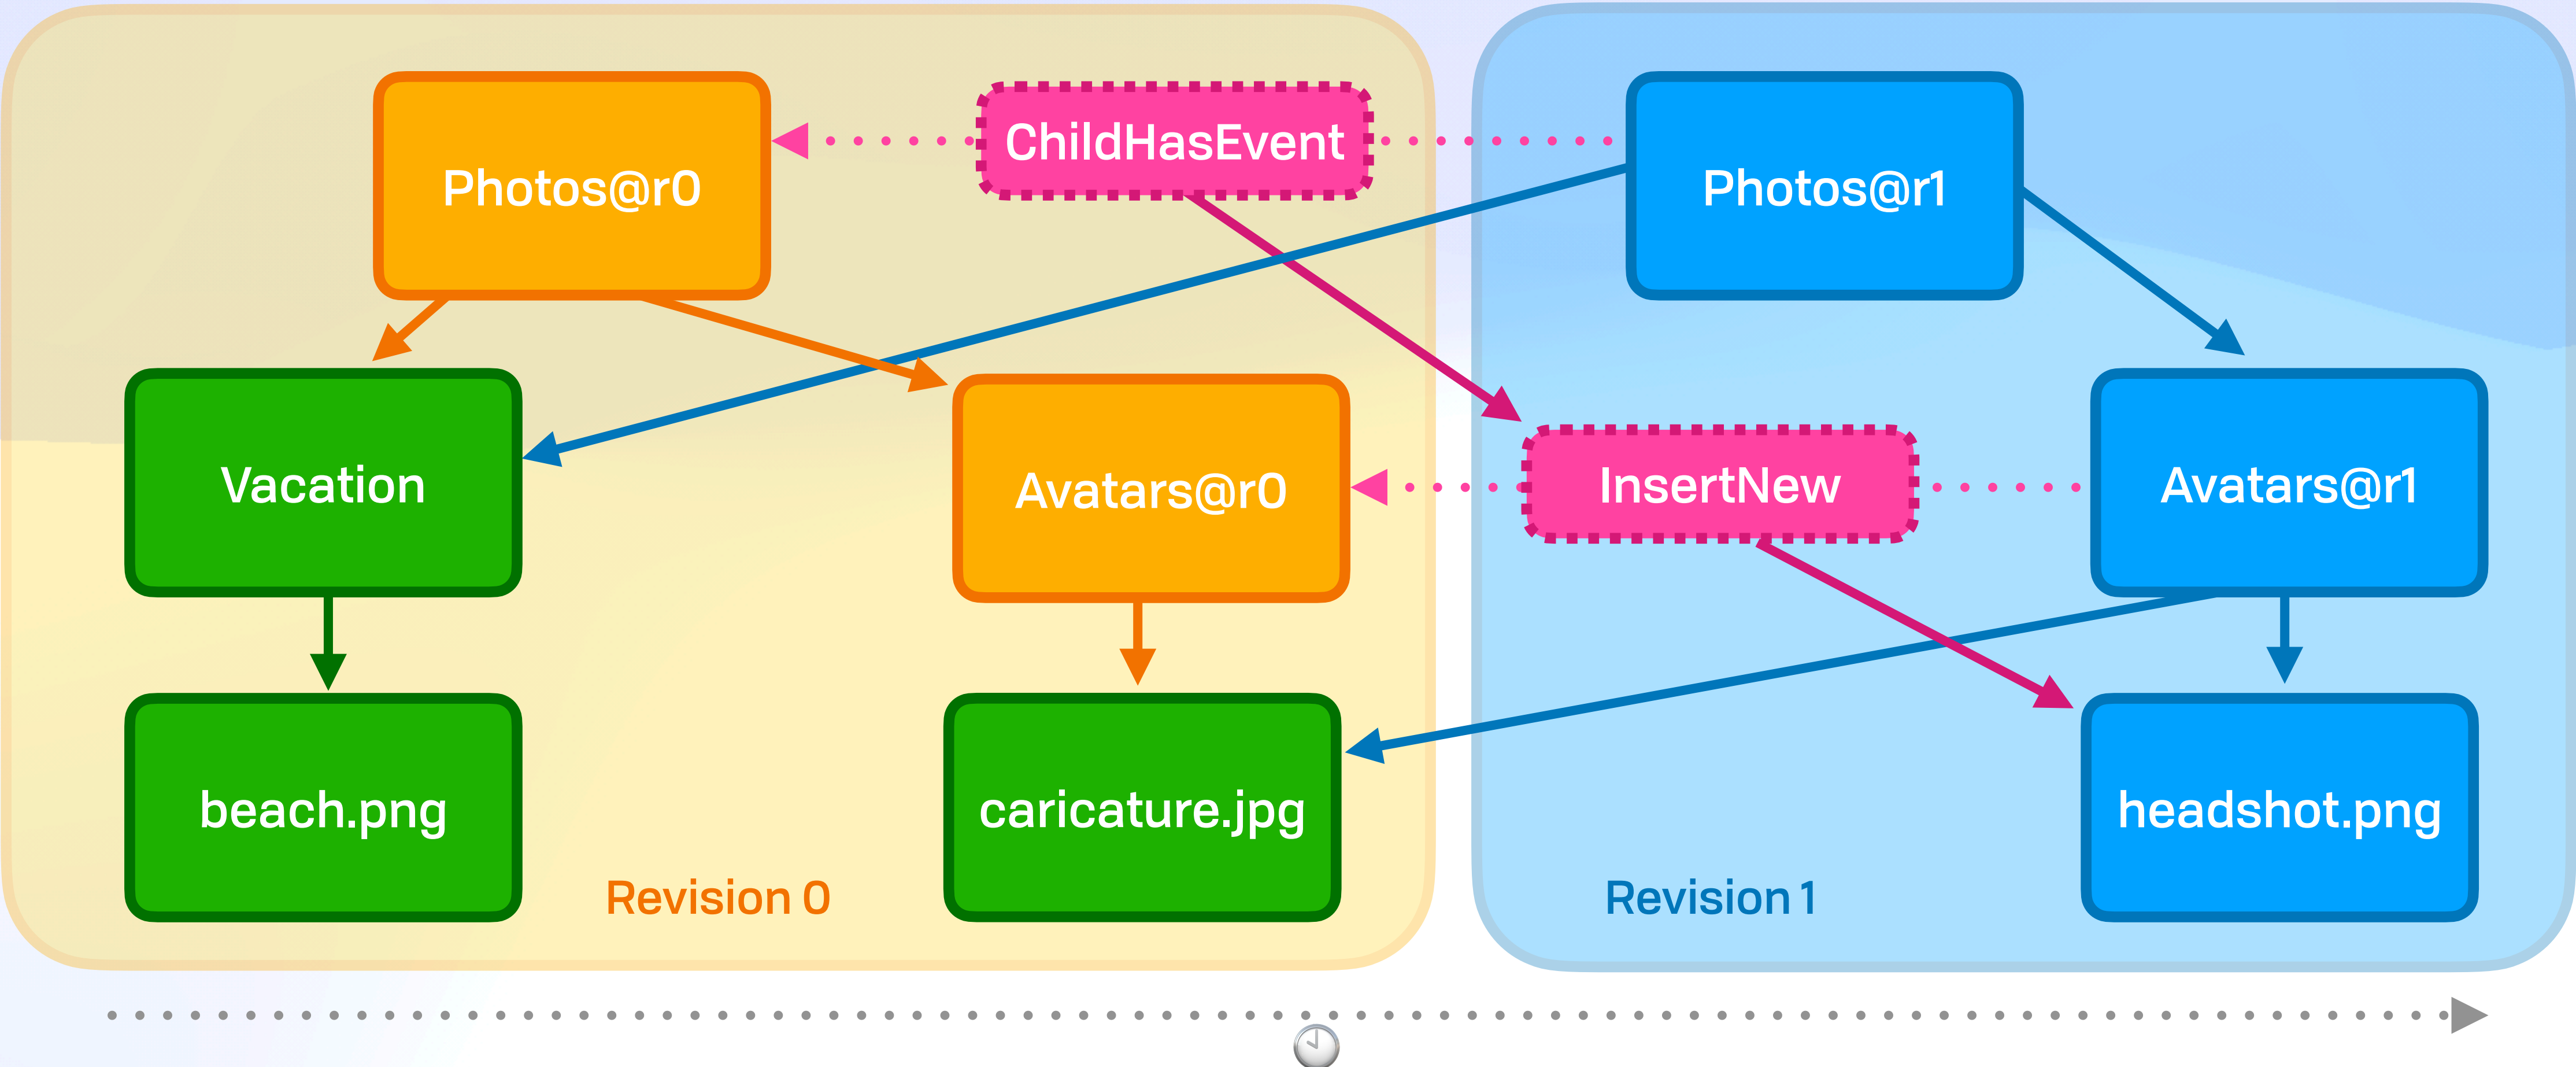 Photos@r0
ChildHasEvent
Photos@r1
Vacation
Avatars@r0
InsertNew
Avatars@r1
beach.png
caricature.jpg
headshot.png
Revision 0
Revision 1